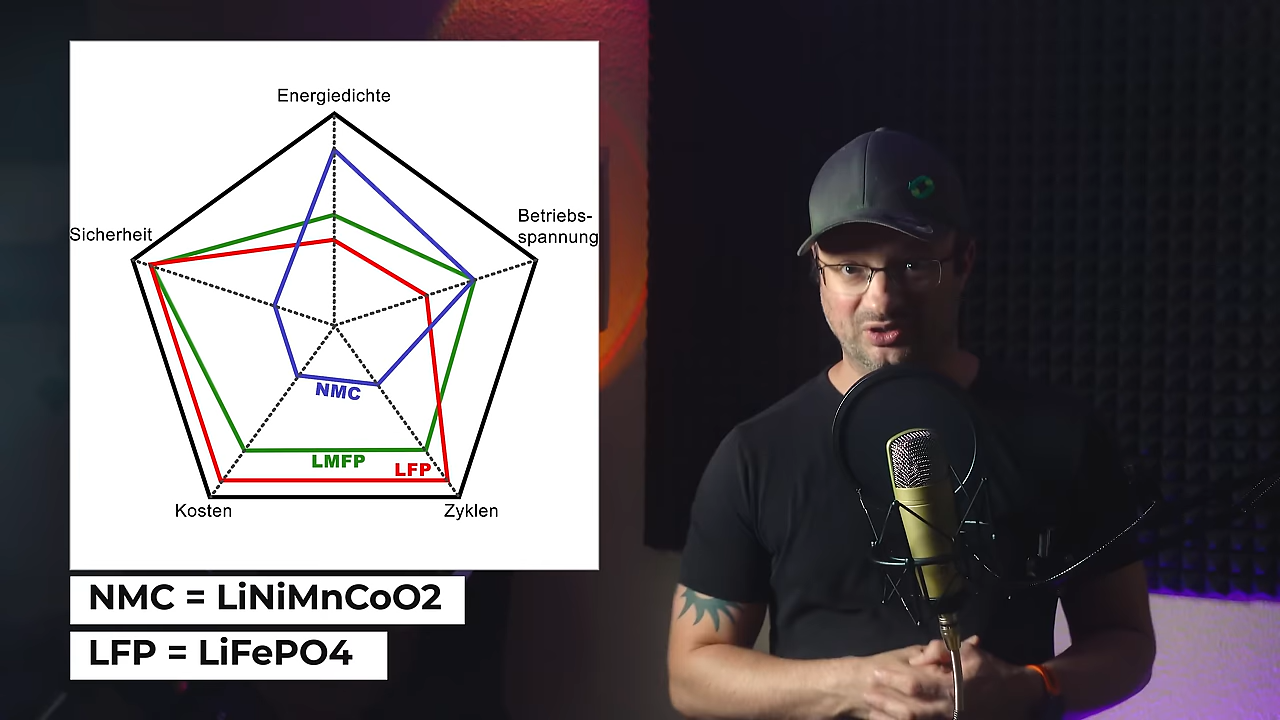 Energiedichte
Betriebs-
spannung
Sicherheit
NMC
LMFP
LFP
Kosten
Zyklen
NMC = LiNiMnCoO2
LFP = LiFePO4